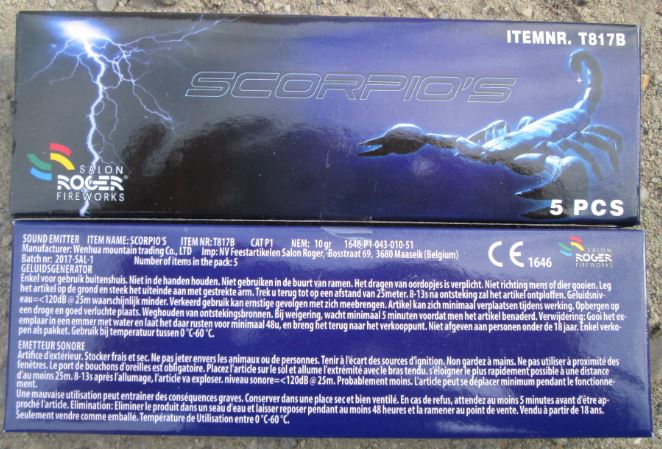 ITEMNR. T817B
SCORPIO'S
SALON
ROGER
FIREWORKS
5 PCS
SOUND EMITTER ITEM NAME: SCORPIO'S ITEM NR: T817B CAT P1 NEM: 10 gr 1646-P1-043-010-51
Manufacturer: Wenhua mountain trading Co., LTD Imp: NV Feestartikelen Salon Roger, Bosstraat 69, 3680 Maaseik (Belgium)
Batch nr: 2017-SAL-1 Number of items in the pack: 5
CE 1646
SALON
ROGER
FIREWORKS
GELUIDSGENERATOR
Enkel voor gebruik buitenshuis. Niet in de handen houden. Niet gebruiken in de buurt van ramen. Het dragen van oordopjes is verplicht. Niet richting mens of dier gooien. Leg
het artikel op de grond en steek het uiteinde aan met gestrekte arm. Trek u terug tot op een afstand van 25meter. 8-13s na ontsteking zal het artikel ontploffen. Geluidsniv-
eau=<120dB @ 25m waarschijnlijk minder. Verkeerd gebruik kan ernstige gevolgen met zich meebrengen. Artikel kan zich minimaal verplaatsen tijdens werking. Opbergen op
een droge en goed verluchte plaats. Weghouden van ontstekingsbronnen. Bij weigering, wacht minimaal 5 minuten voordat men het artikel benaderd. Verwijdering: Gooi het ex-
emplaar in een emmer met water en laat het daar rusten voor minimaal 48u, en breng het terug naar het verkooppunt. Niet afgeven aan personen onder de 18 jaar. Enkel verko-
pen als pakket. Gebruik bij temperatuur tussen 0 °C-60 °C.
EMETTEUR SONORE
Artifice d'extérieur. Stocker frais et sec. Ne pas jeter envers les animaux ou de personnes. Tenir à l'écart des sources d'ignition. Non gardez à mains. Ne pas utiliser à proximité des
fenêtres. Le port de bouchons d'oreilles est obligatoire. Placez l'article sur le sol et allume l'extrémité avec le bras tendu. s'éloigner le plus rapidement possible à une distance
d'au moins 25m. 8-13s après l'allumage, l'article va exploser. niveau sonore=<120dB @ 25m. Probablement moins. L'article peut se déplacer minimum pendant le fonctionne-
ment.
Une mauvaise utilisation peut entraîner des conséquences graves. Conserver dans une place sec et bien ventilé. En cas de refus, attendez au moins 5 minutes avant d'être ap-
proché l'article. Elimination: Eliminer le produit dans un seau d'eau et laisser reposer pendant au moins 48 heures et la ramener au point de vente. Vendu à partir de 18 ans.
Seulement vendre comme emballé. Température de Utilisation entre 0 °C-60 °C.